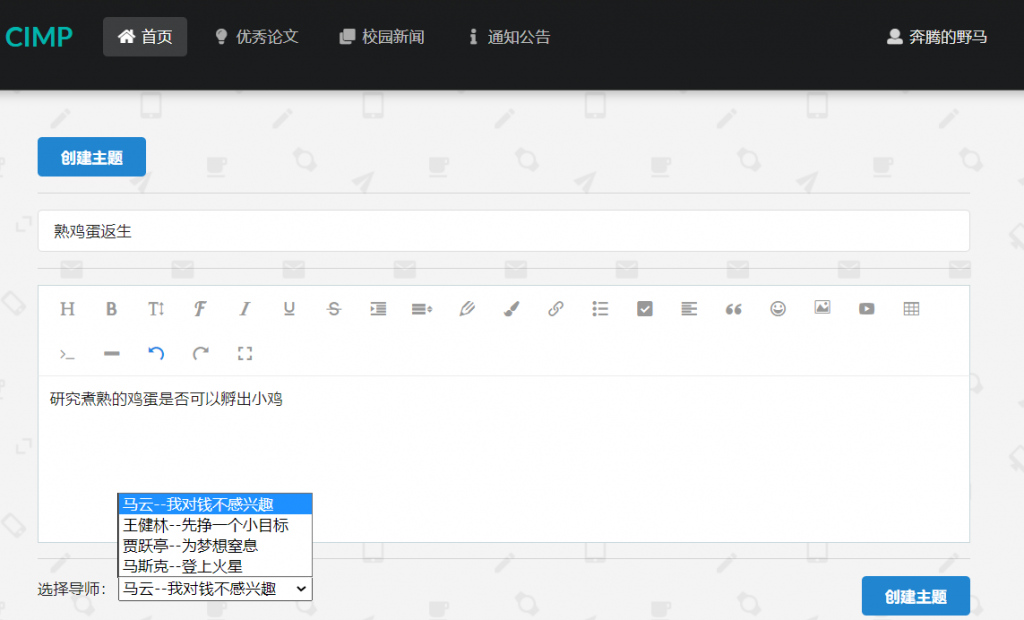 CIMP 首页 优秀论文 校园新闻 通知公告 奔腾的野马
创建主题
熟鸡蛋返生
研究煮熟的鸡蛋是否可以孵出小鸡
马云--我对钱不感兴趣
王健林--先挣一个小目标
贾跃亭--为梦想窒息
马斯克--登上火星
选择导师： 马云--我对钱不感兴趣 创建主题